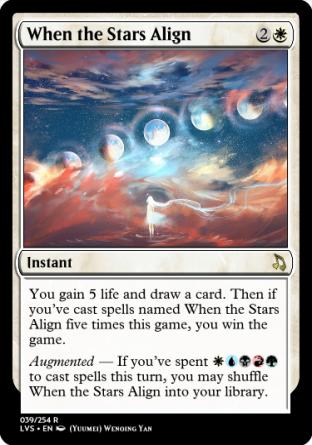 When the Stars Align 2
Instant
You gain 5 life and draw a card. Then if
you've cast spells named When the Stars
Align five times this game, you win the
game.
Augmented — If you've spent
to cast spells this turn, you may shuffle
When the Stars Align into your library.
039/254 R
LVS • EN (Yuumei) Wenqing Yan